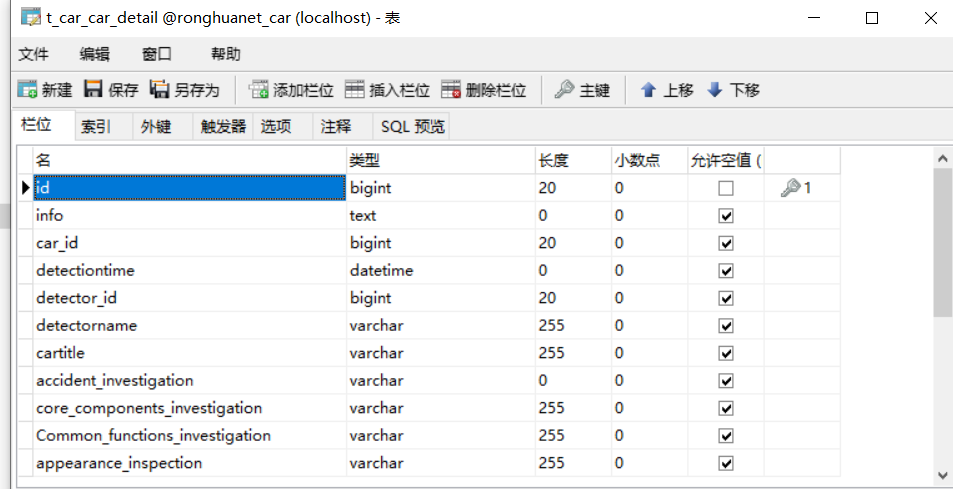 t_car_car_detail @ronghuanet_car (localhost) - 表
文件 编辑 窗口 帮助
新建 保存 另存为 添加栏位 插入栏位 删除栏位 主键 上移 下移
栏位 索引 外键 触发器 选项 注释 SQL 预览
名 类型 长度 小数点 允许空值 (
id bigint 20 0 1
info text 0 0
car_id bigint 20 0
detectiontime datetime 0 0
detector_id bigint 20 0
detectorname varchar 255 0
cartitle varchar 255 0
accident_investigation varchar 0 0
core_components_investigation varchar 255 0
Common_functions_investigation varchar 255 0
appearance_inspection varchar 255 0